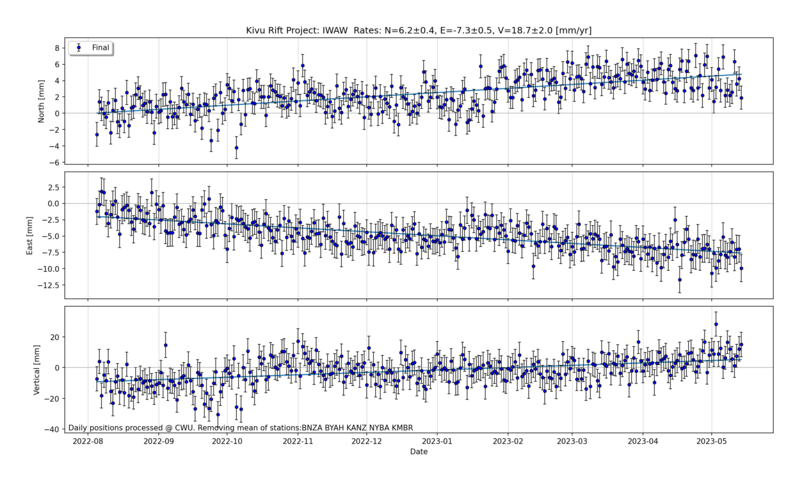 Kivu Rift Project: IWAW  Rates: N=6.2±0.4, E=-7.3±0.5, V=18.7±2.0 [mm/yr]
Final
North [mm]
8
6
4
2
0
−2
−4
−6
East [mm]
2.5
0.0
−2.5
−5.0
−7.5
−10.0
−12.5
Vertical [mm]
20
0
−20
−40
Daily positions processed @ CWU. Removing mean of stations:BNZA BYAH KANZ NYBA KMBR
2022-08 2022-09 2022-10 2022-11 2022-12 2023-01 2023-02 2023-03 2023-04 2023-05
Date